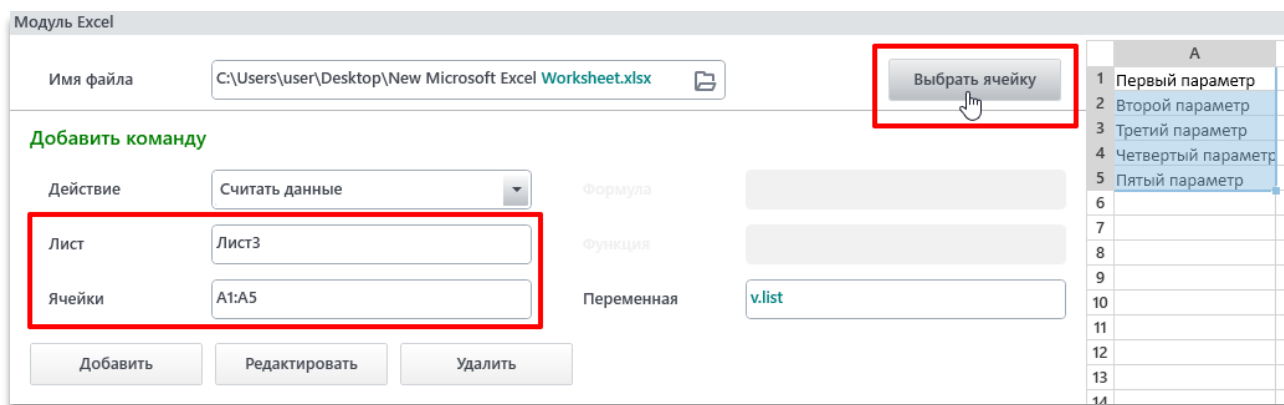 Модуль Excel
Имя файла
C:\Users\user\Desktop\New Microsoft Excel Worksheet.xlsx
Выбрать ячейку
Добавить команду
Действие
Считать данные
Формула
Лист
Лист3
Функция
Ячейки
A1:A5
Переменная
v.list
Добавить
Редактировать
Удалить
A
1 Первый параметр
2 Второй параметр
3 Третий параметр
4 Четвертый параметр
5 Пятый параметр
6
7
8
9
10
11
12
13
14